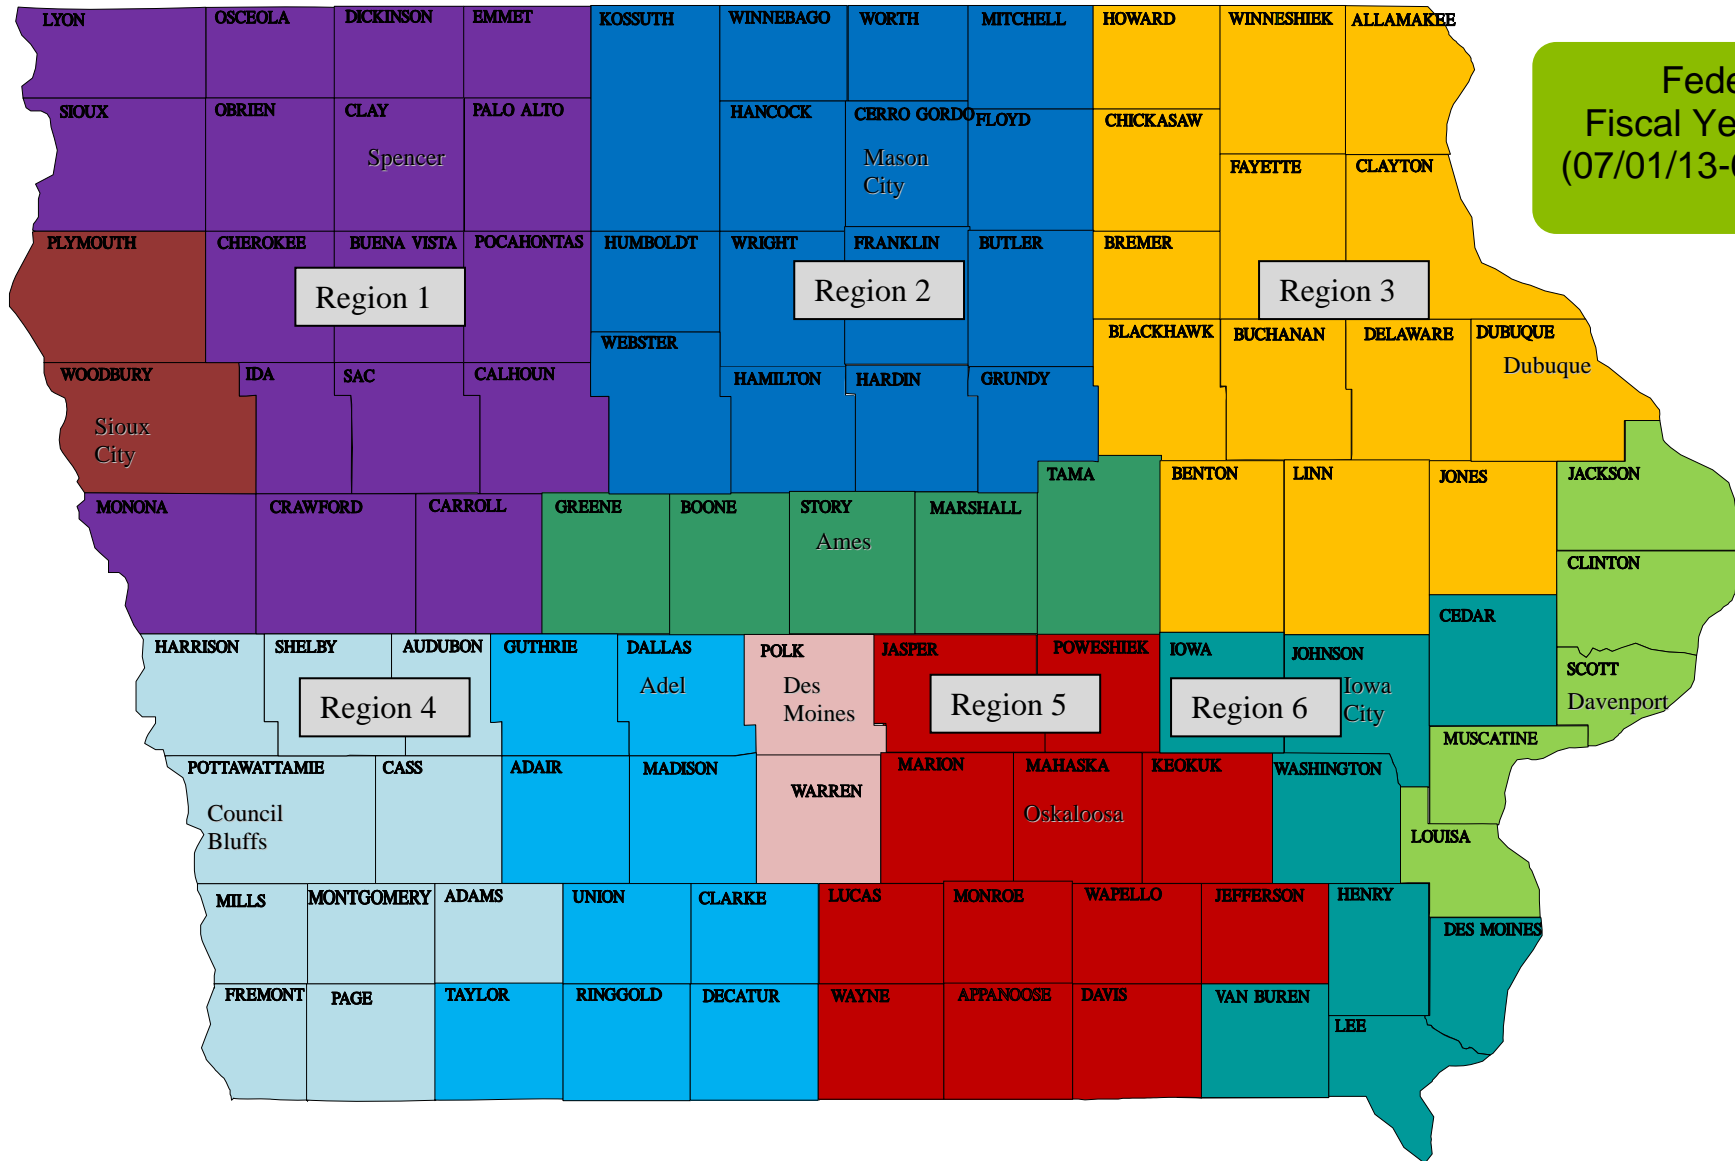 LYON
OSCEOLA
DICKINSON
EMMET
KOSSUTH
WINNEBAGO
WORTH
MITCHELL
HOWARD
WINNESHIEK
ALLAMAKEE
Fede
Fiscal Ye
(07/01/13-
SIOUX
OBRIEN
CLAY
PALO ALTO
HANCOCK
CERRO GORDO
FLOYD
CHICKASAW
Spencer
Mason
City
FAYETTE
CLAYTON
PLYMOUTH
CHEROKEE
BUENA VISTA
POCAHONTAS
HUMBOLDT
WRIGHT
FRANKLIN
BUTLER
BREMER
Region 1
Region 2
Region 3
WEBSTER
BLACKHAWK
BUCHANAN
DELAWARE
DUBUQUE
Dubuque
WOODBURY
IDA
SAC
CALHOUN
HAMILTON
HARDIN
GRUNDY
Sioux
City
TAMA
BENTON
LINN
JONES
JACKSON
MONONA
CRAWFORD
CARROLL
GREENE
BOONE
STORY
MARSHALL
Ames
CLINTON
CEDAR
HARRISON
SHELBY
AUDUBON
GUTHRIE
DALLAS
POLK
JASPER
POWESHIEK
IOWA
JOHNSON
SCOTT
Adel
Des
Moines
Iowa
City
Davenport
Region 4
Region 5
Region 6
MUSCATINE
POTTAWATTAMIE
CASS
ADAIR
MADISON
WARREN
MARION
MAHASKA
KEOKUK
WASHINGTON
Council
Bluffs
Oskaloosa
LOUISA
MILLS
MONTGOMERY
ADAMS
UNION
CLARKE
LUCAS
MONROE
WAPELLO
JEFFERSON
HENRY
DES MOINES
FREMONT
PAGE
TAYLOR
RINGGOLD
DECATUR
WAYNE
APPANOOSE
DAVIS
VAN BUREN
LEE